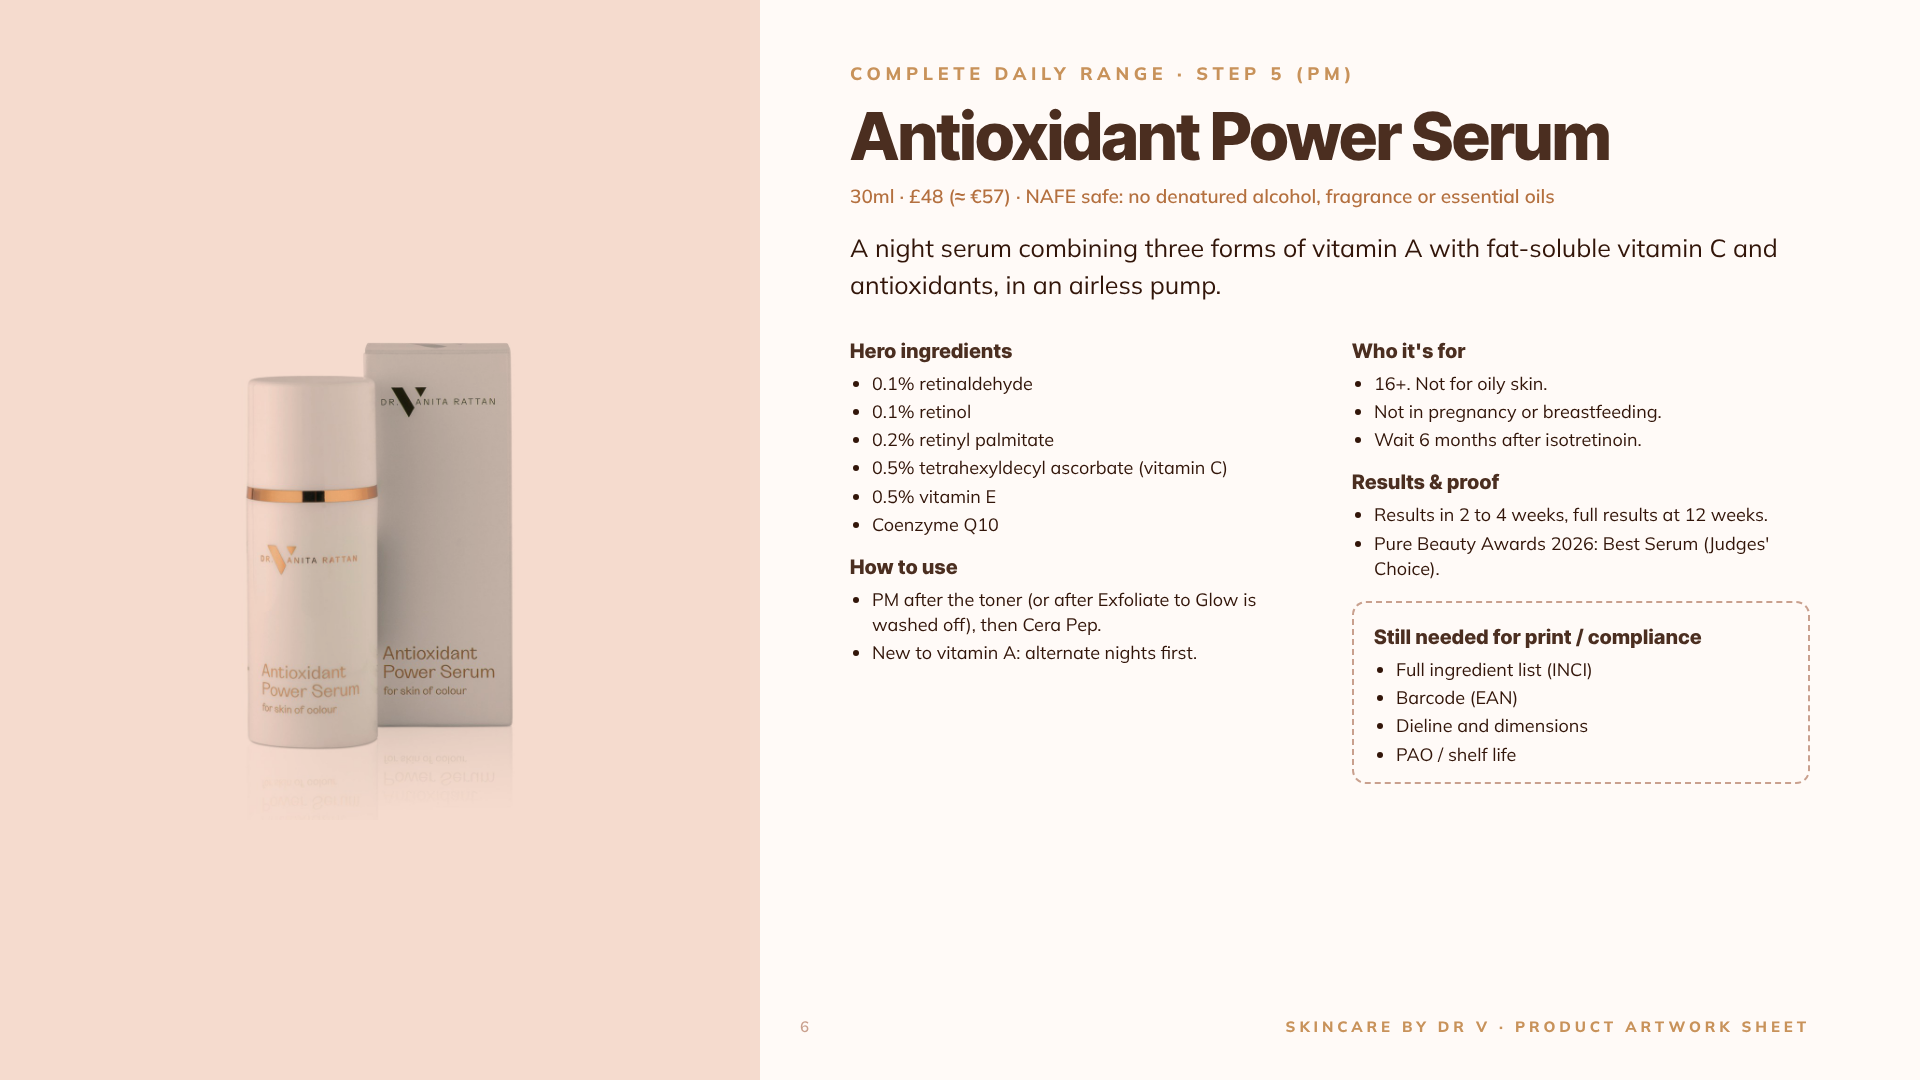 COMPLETE DAILY RANGE · STEP 5 (PM)
Antioxidant Power Serum
30ml · £48 (≈ €57) · NAFE safe: no denatured alcohol, fragrance or essential oils
A night serum combining three forms of vitamin A with fat-soluble vitamin C and
antioxidants, in an airless pump.
Hero ingredients
• 0.1% retinaldehyde
• 0.1% retinol
• 0.2% retinyl palmitate
• 0.5% tetrahexyldecyl ascorbate (vitamin C)
• 0.5% vitamin E
• Coenzyme Q10
How to use
• PM after the toner (or after Exfoliate to Glow is
washed off), then Cera Pep.
• New to vitamin A: alternate nights first.
Who it's for
• 16+. Not for oily skin.
• Not in pregnancy or breastfeeding.
• Wait 6 months after isotretinoin.
Results & proof
• Results in 2 to 4 weeks, full results at 12 weeks.
• Pure Beauty Awards 2026: Best Serum (Judges'
Choice).
Still needed for print / compliance
• Full ingredient list (INCI)
• Barcode (EAN)
• Dieline and dimensions
• PAO / shelf life
DR. VANITA RATTAN
Antioxidant
Power Serum
for skin of colour
DR. VANITA RATTAN
Antioxidant
Power Serum
for skin of colour
6
SKINCARE BY DR V · PRODUCT ARTWORK SHEET